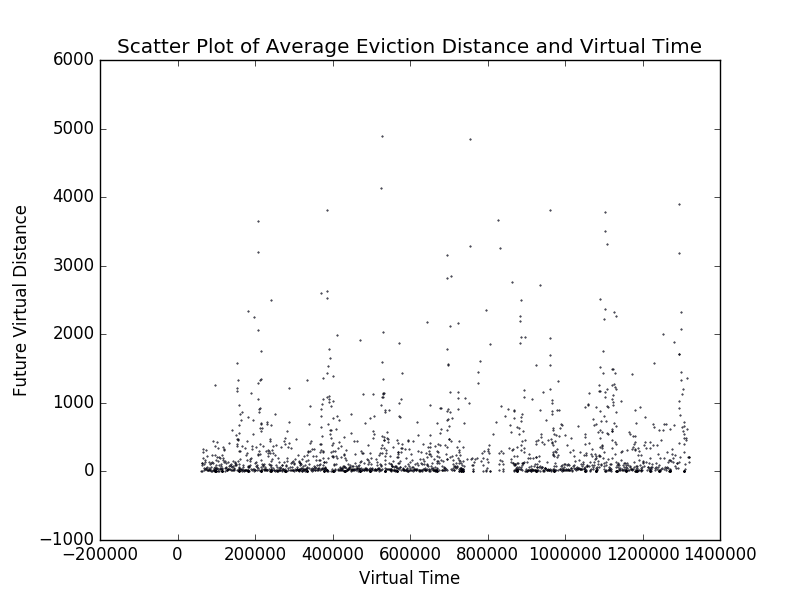 Scatter Plot of Average Eviction Distance and Virtual Time
6000
5000
4000
3000
2000
1000
0
−1000
Future Virtual Distance
−200000 0 200000 400000 600000 800000 1000000 1200000 1400000
Virtual Time